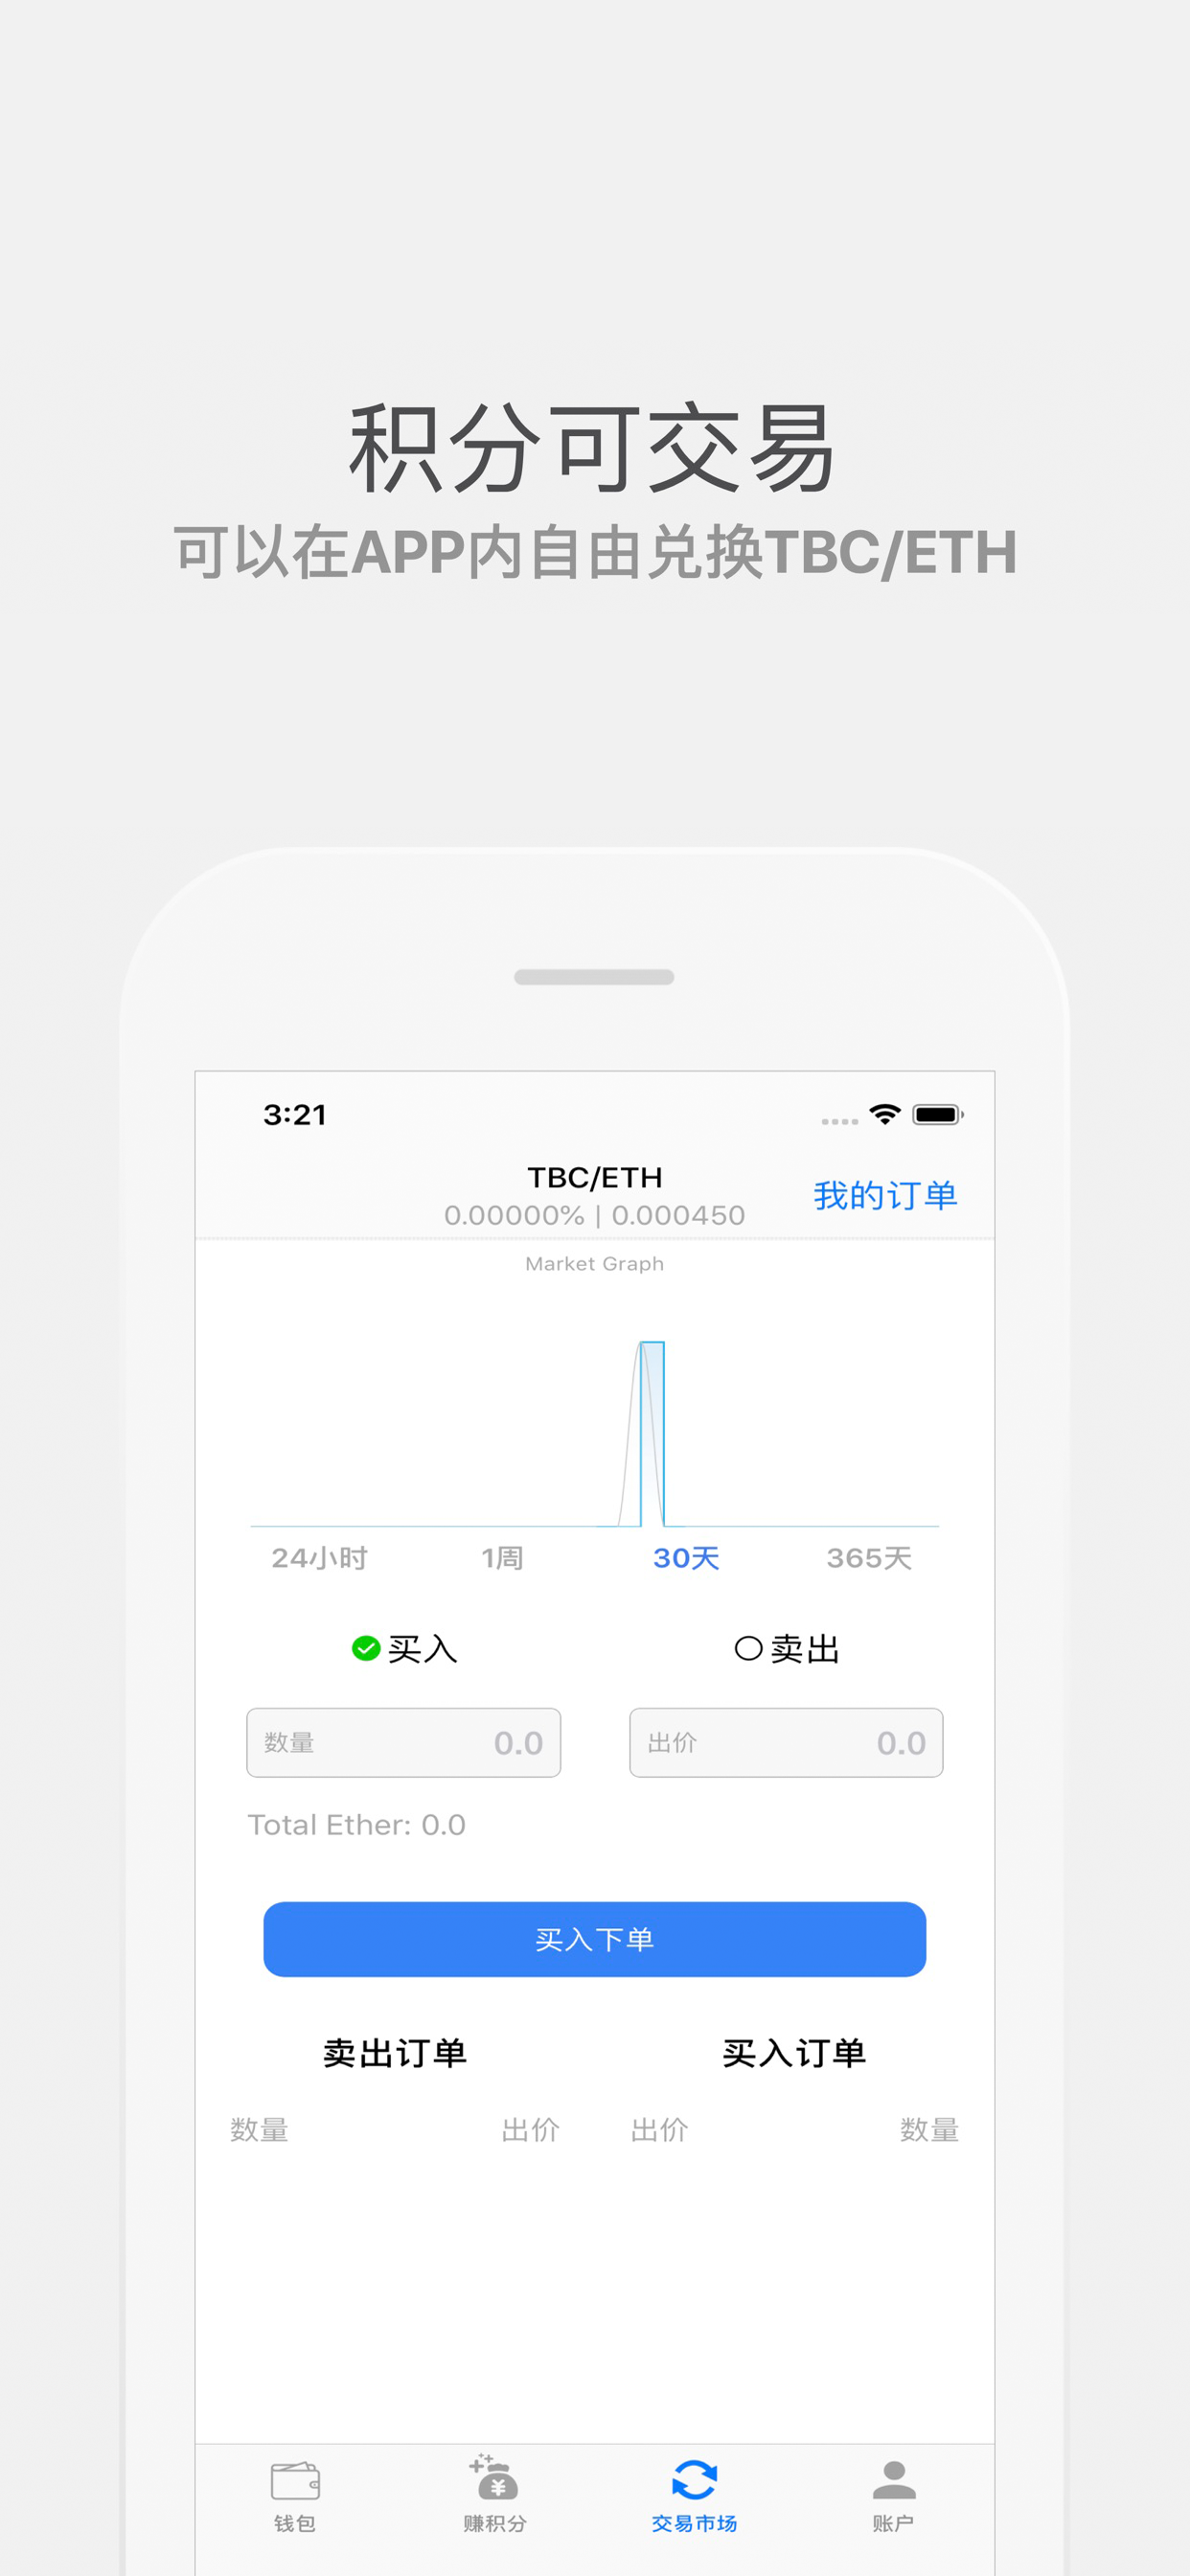 积分可交易
可以在APP内自由兑换TBC/ETH
3:21
TBC/ETH
0.00000% | 0.000450
我的订单
Market Graph
24小时 1周 30天 365天
买入 卖出
数量 0.0 出价 0.0
Total Ether: 0.0
买入下单
卖出订单 买入订单
数量 出价 出价 数量
钱包 赚积分 交易市场 账户